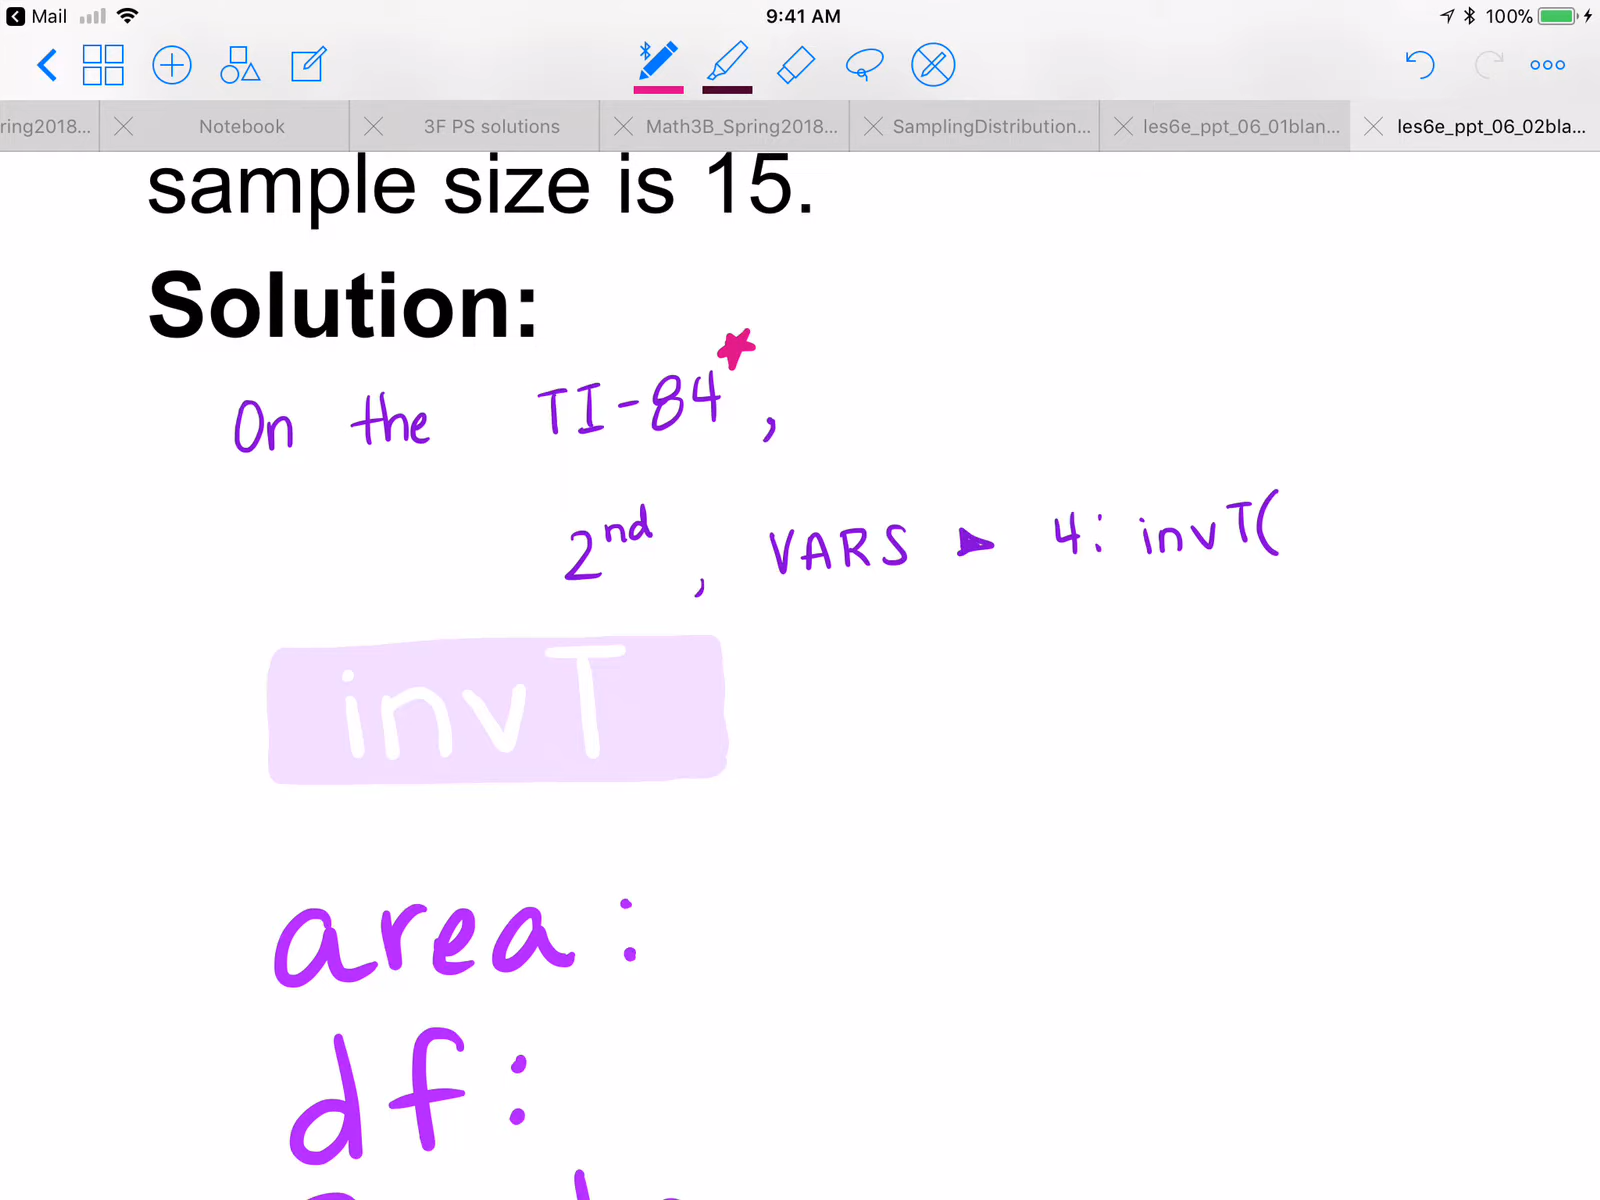 Mail 9:41 AM 100%
ring2018... Notebook 3F PS solutions Math3B_Spring2018... SamplingDistribution... les6e_ppt_06_01blan... les6e_ppt_06_02bla...
sample size is 15.
Solution:
On the TI-84,
2nd, VARS ▸ 4: invT(
invT
area:
df: